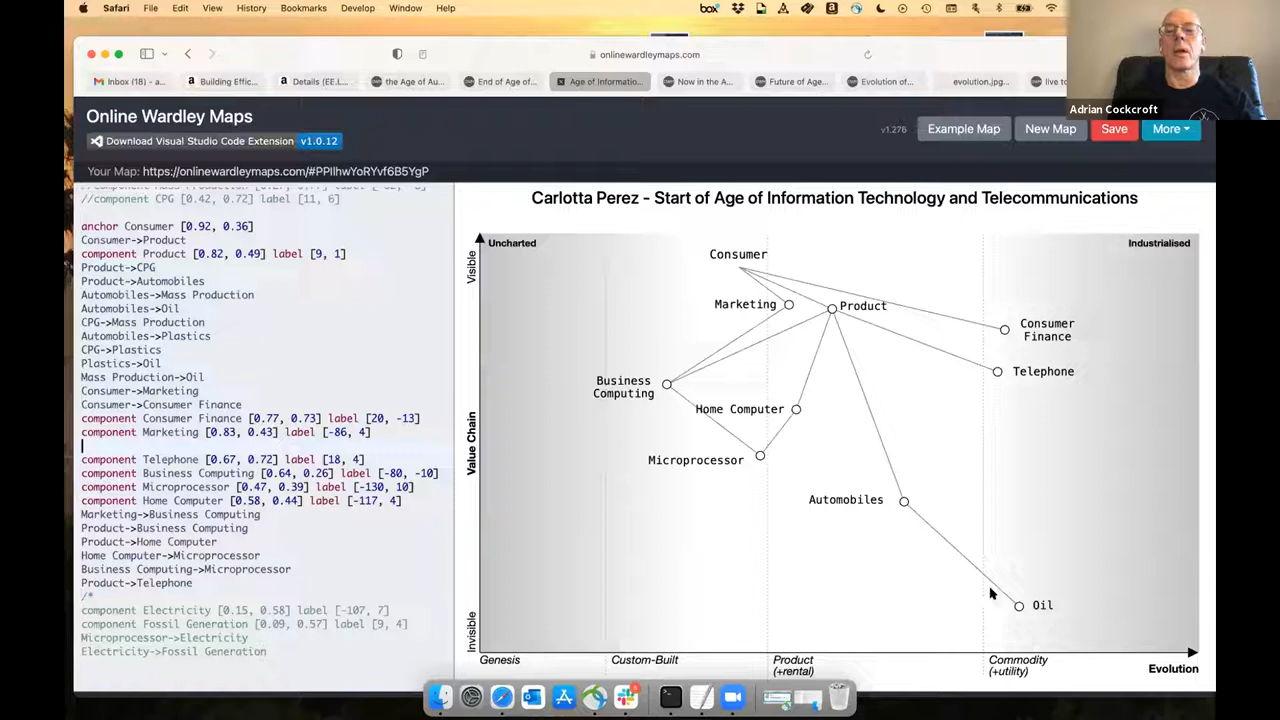 Safari File Edit View History Bookmarks Develop Window Help
box
onlinewardleymaps.com
Inbox (18) - a... Building Effic... Details (EE.L... the Age of Au... End of Age of... Age of Informatio... Now in the A... Future of Age... Evolution of... evolution.jpg... live to
Adrian Cockcroft
Online Wardley Maps
Download Visual Studio Code Extension v1.0.12
v1.276 Example Map New Map Save More
Your Map: https://onlinewardleymaps.com/#PPllhwYoRYvf6B5YgP
//component CPG [0.42, 0.72] label [11, 6]
anchor Consumer [0.92, 0.36]
Consumer->Product
component Product [0.82, 0.49] label [9, 1]
Product->CPG
Product->Automobiles
Automobiles->Mass Production
Automobiles->Oil
CPG->Mass Production
Automobiles->Plastics
CPG->Plastics
Plastics->Oil
Mass Production->Oil
Consumer->Marketing
Consumer->Consumer Finance
component Consumer Finance [0.77, 0.73] label [20, -13]
component Marketing [0.83, 0.43] label [-86, 4]
component Telephone [0.67, 0.72] label [18, 4]
component Business Computing [0.64, 0.26] label [-80, -10]
component Microprocessor [0.47, 0.39] label [-130, 10]
component Home Computer [0.58, 0.44] label [-117, 4]
Marketing->Business Computing
Product->Business Computing
Product->Home Computer
Home Computer->Microprocessor
Business Computing->Microprocessor
Product->Telephone
/*
component Electricity [0.15, 0.58] label [-107, 7]
component Fossil Generation [0.09, 0.57] label [9, 4]
Microprocessor->Electricity
Electricity->Fossil Generation
Carlotta Perez - Start of Age of Information Technology and Telecommunications
Uncharted
Industrialised
Visible
Value Chain
Invisible
Consumer
Marketing
Product
Consumer
Finance
Telephone
Business
Computing
Home Computer
Microprocessor
Automobiles
Oil
Genesis
Custom-Built
Product
(+rental)
Commodity
(+utility)
Evolution